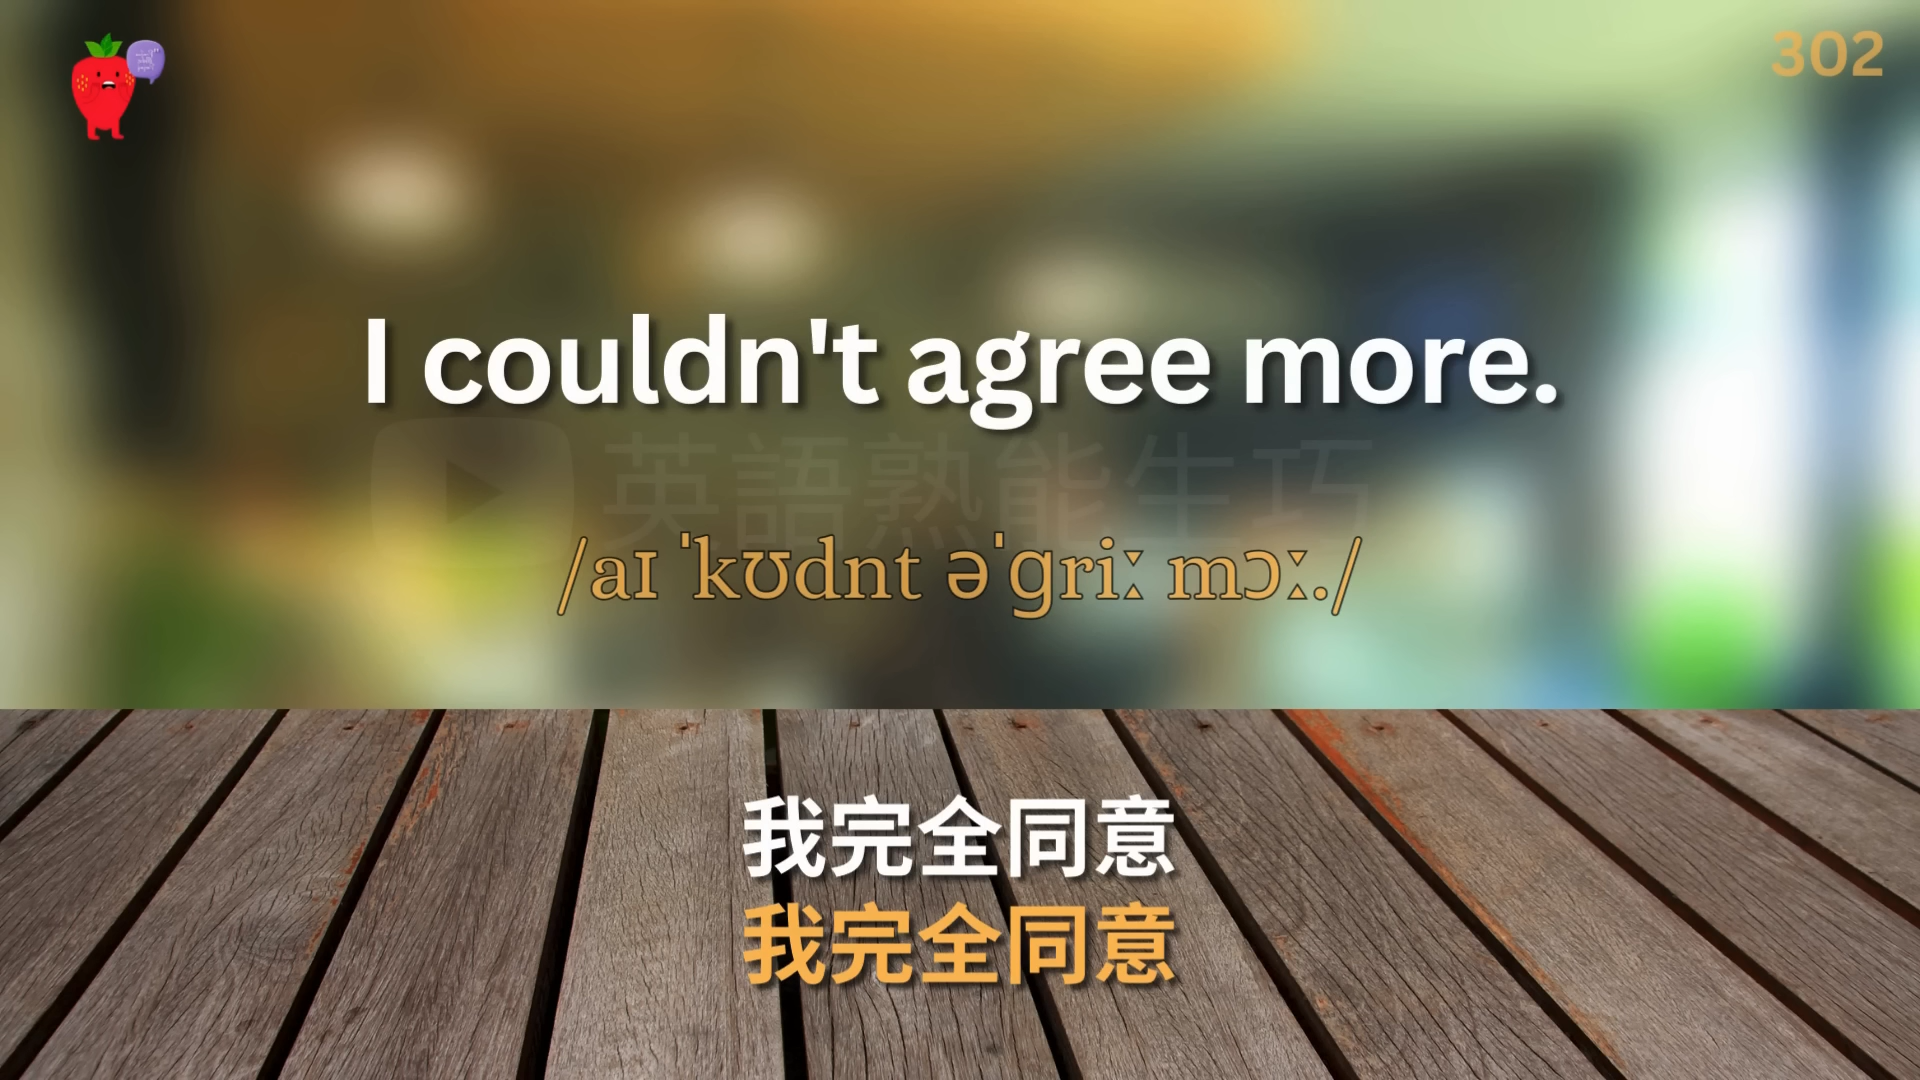 302
I couldn't agree more.
英語熟能生巧
/aɪ ˈkʊdnt əˈɡriː mɔː./
我完全同意
我完全同意